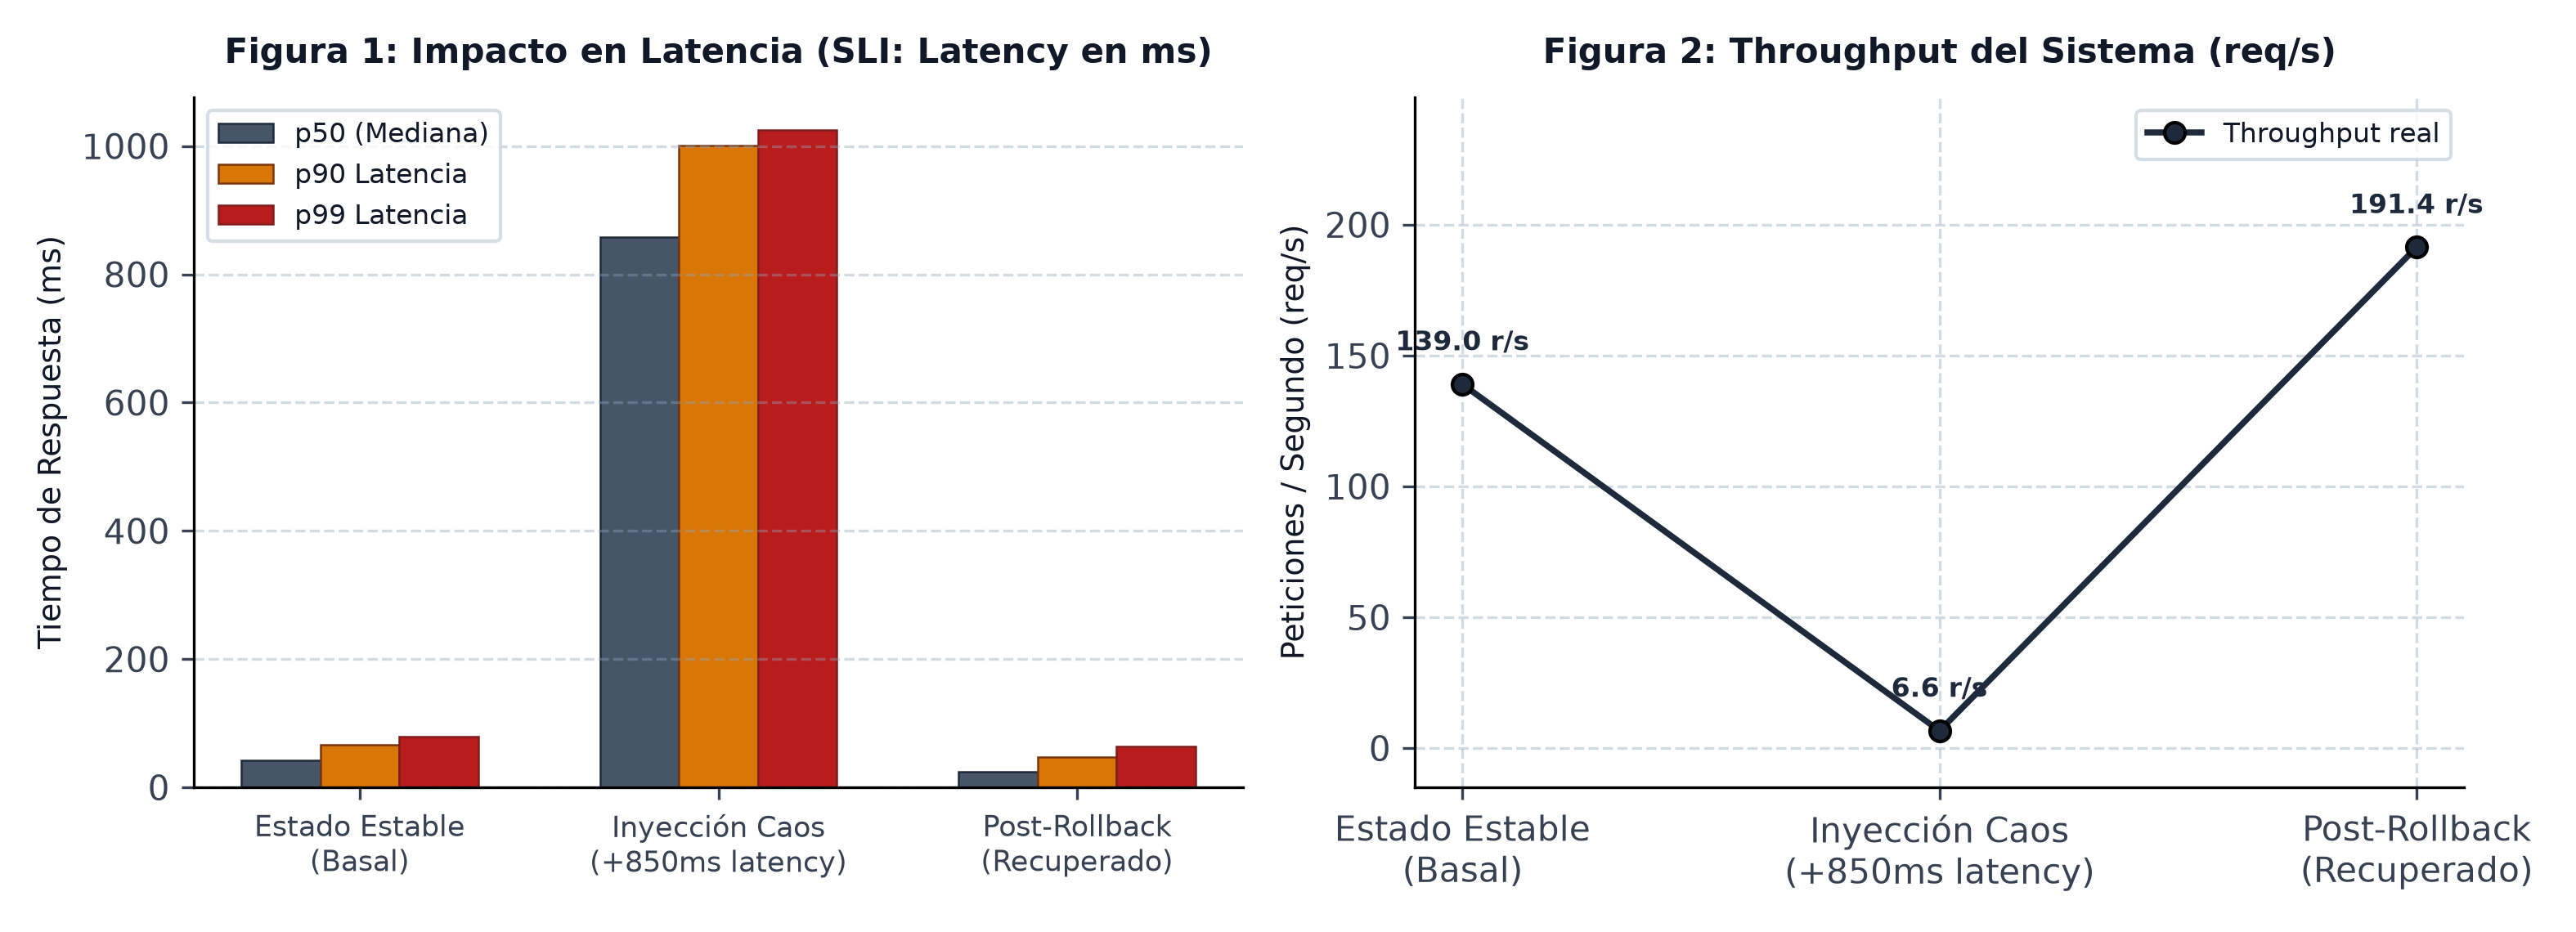 Figura 1: Impacto en Latencia (SLI: Latency en ms)
Tiempo de Respuesta (ms)
1000
800
600
400
200
0
p50 (Mediana)
p90 Latencia
p99 Latencia
Estado Estable
(Basal)
Inyección Caos
(+850ms latency)
Post-Rollback
(Recuperado)
Figura 2: Throughput del Sistema (req/s)
Peticiones / Segundo (req/s)
200
150
100
50
0
Throughput real
139.0 r/s
6.6 r/s
191.4 r/s
Estado Estable
(Basal)
Inyección Caos
(+850ms latency)
Post-Rollback
(Recuperado)